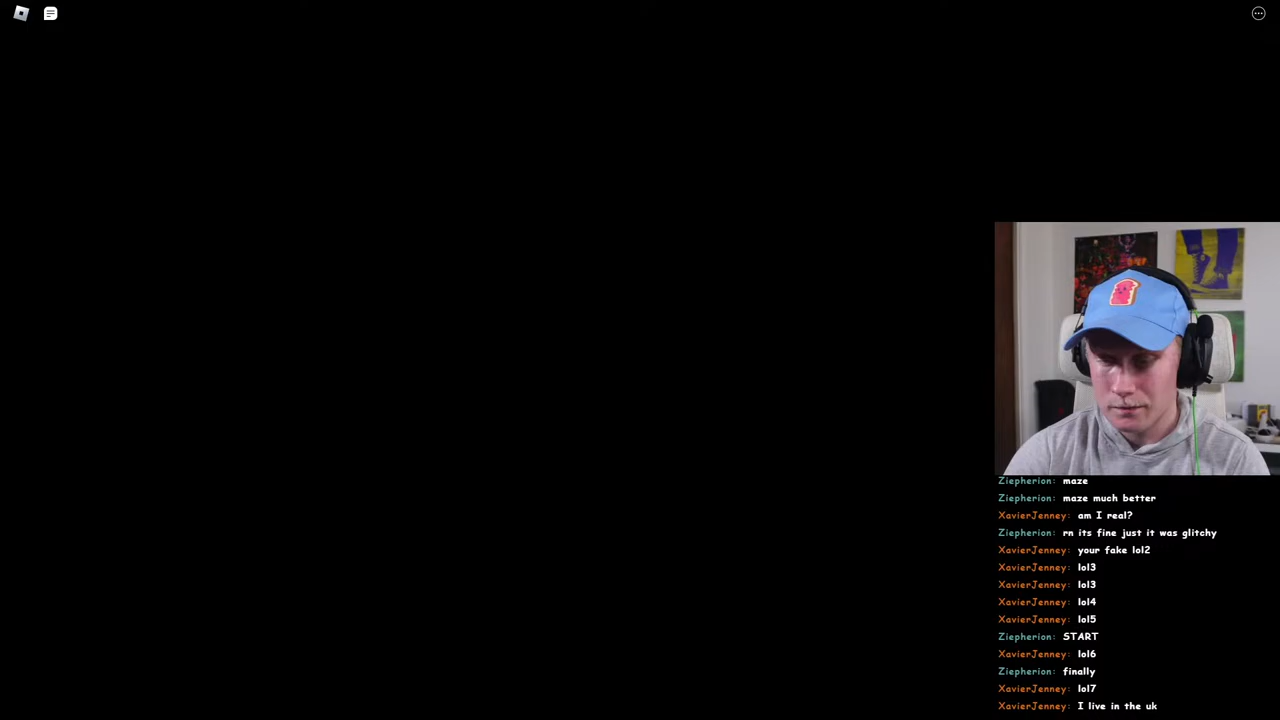 Ziepherion: maze
Ziepherion: maze much better
XavierJenney: am I real?
Ziepherion: rn its fine just it was glitchy
XavierJenney: your fake lol2
XavierJenney: lol3
XavierJenney: lol3
XavierJenney: lol4
XavierJenney: lol5
Ziepherion: START
XavierJenney: lol6
Ziepherion: finally
XavierJenney: lol7
XavierJenney: I live in the uk